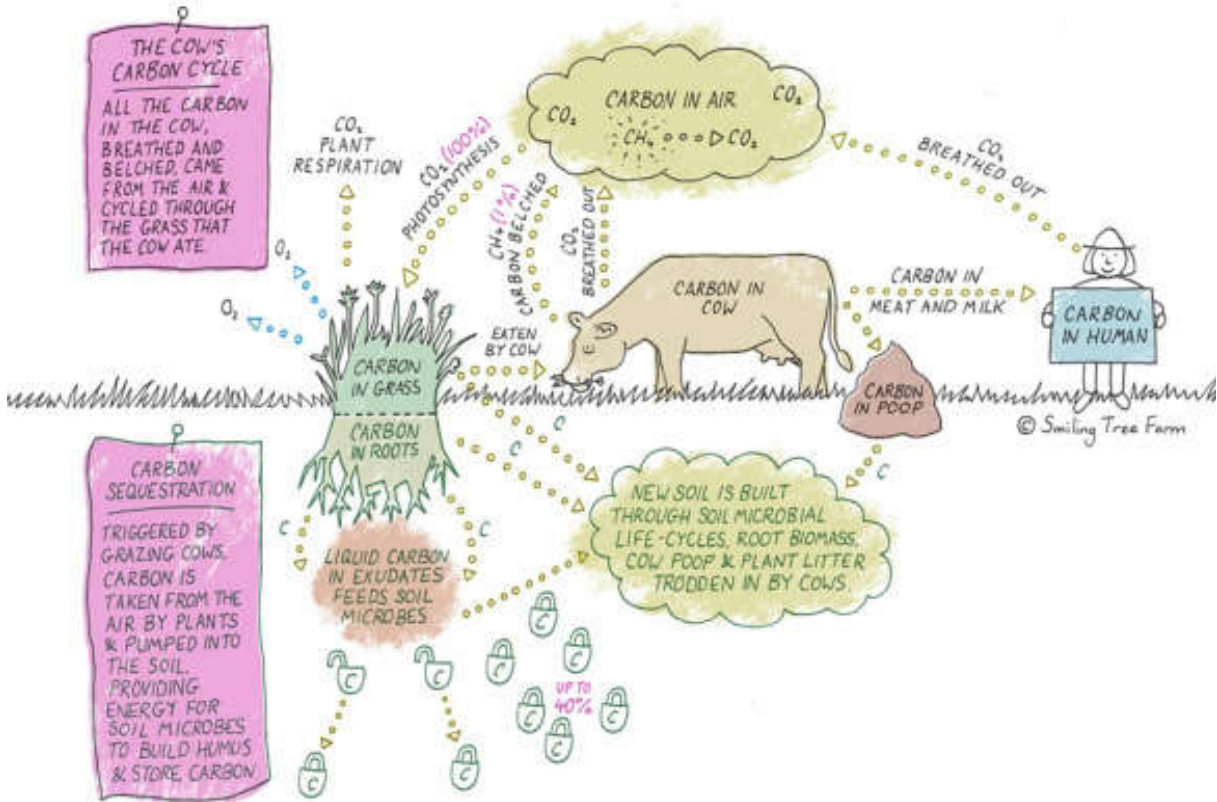 THE COW'S
CARBON CYCLE
ALL THE CARBON
IN THE COW,
BREATHED AND
BELCHED, CAME
FROM THE AIR &
CYCLED THROUGH
THE GRASS THAT
THE COW ATE
CO₂
PLANT
RESPIRATION
O₂
O₂
CO₂ (100%)
PHOTOSYNTHESIS
CH₄ (1%)
CARBON BELCHED
CO₂
BREATHED OUT
CARBON IN AIR
CO₂
CO₂
CH₄
CO₂
CO₂
BREATHED OUT
CARBON IN
COW
CARBON IN
MEAT AND MILK
CARBON
IN HUMAN
EATEN
BY COW
CARBON
IN GRASS
CARBON
IN ROOTS
CARBON
IN POOP
© Smiling Tree Farm
C
C
C
C
C
CARBON
SEQUESTRATION
TRIGGERED BY
GRAZING COWS,
CARBON IS
TAKEN FROM THE
AIR BY PLANTS
& PUMPED INTO
THE SOIL,
PROVIDING
ENERGY FOR
SOIL MICROBES
TO BUILD HUMUS
& STORE CARBON
LIQUID CARBON
IN EXUDATES
FEEDS SOIL
MICROBES
NEW SOIL IS BUILT
THROUGH SOIL MICROBIAL
LIFE-CYCLES, ROOT BIOMASS,
COW POOP & PLANT LITTER
TRODDEN IN BY COWS.
C
C
C
C
C
UP TO
40%
C
C
C
C
C